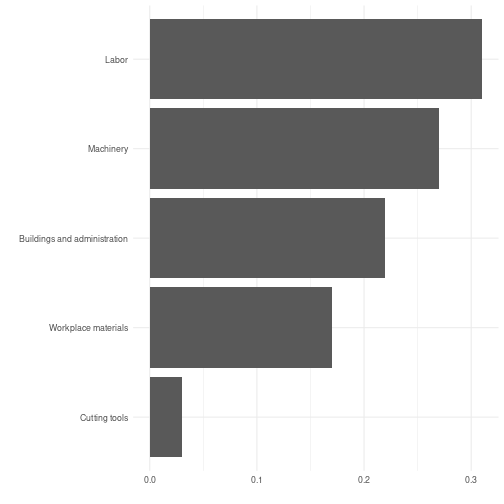 Labor
Machinery
Buildings and administration
Workplace materials
Cutting tools
0.0 0.1 0.2 0.3